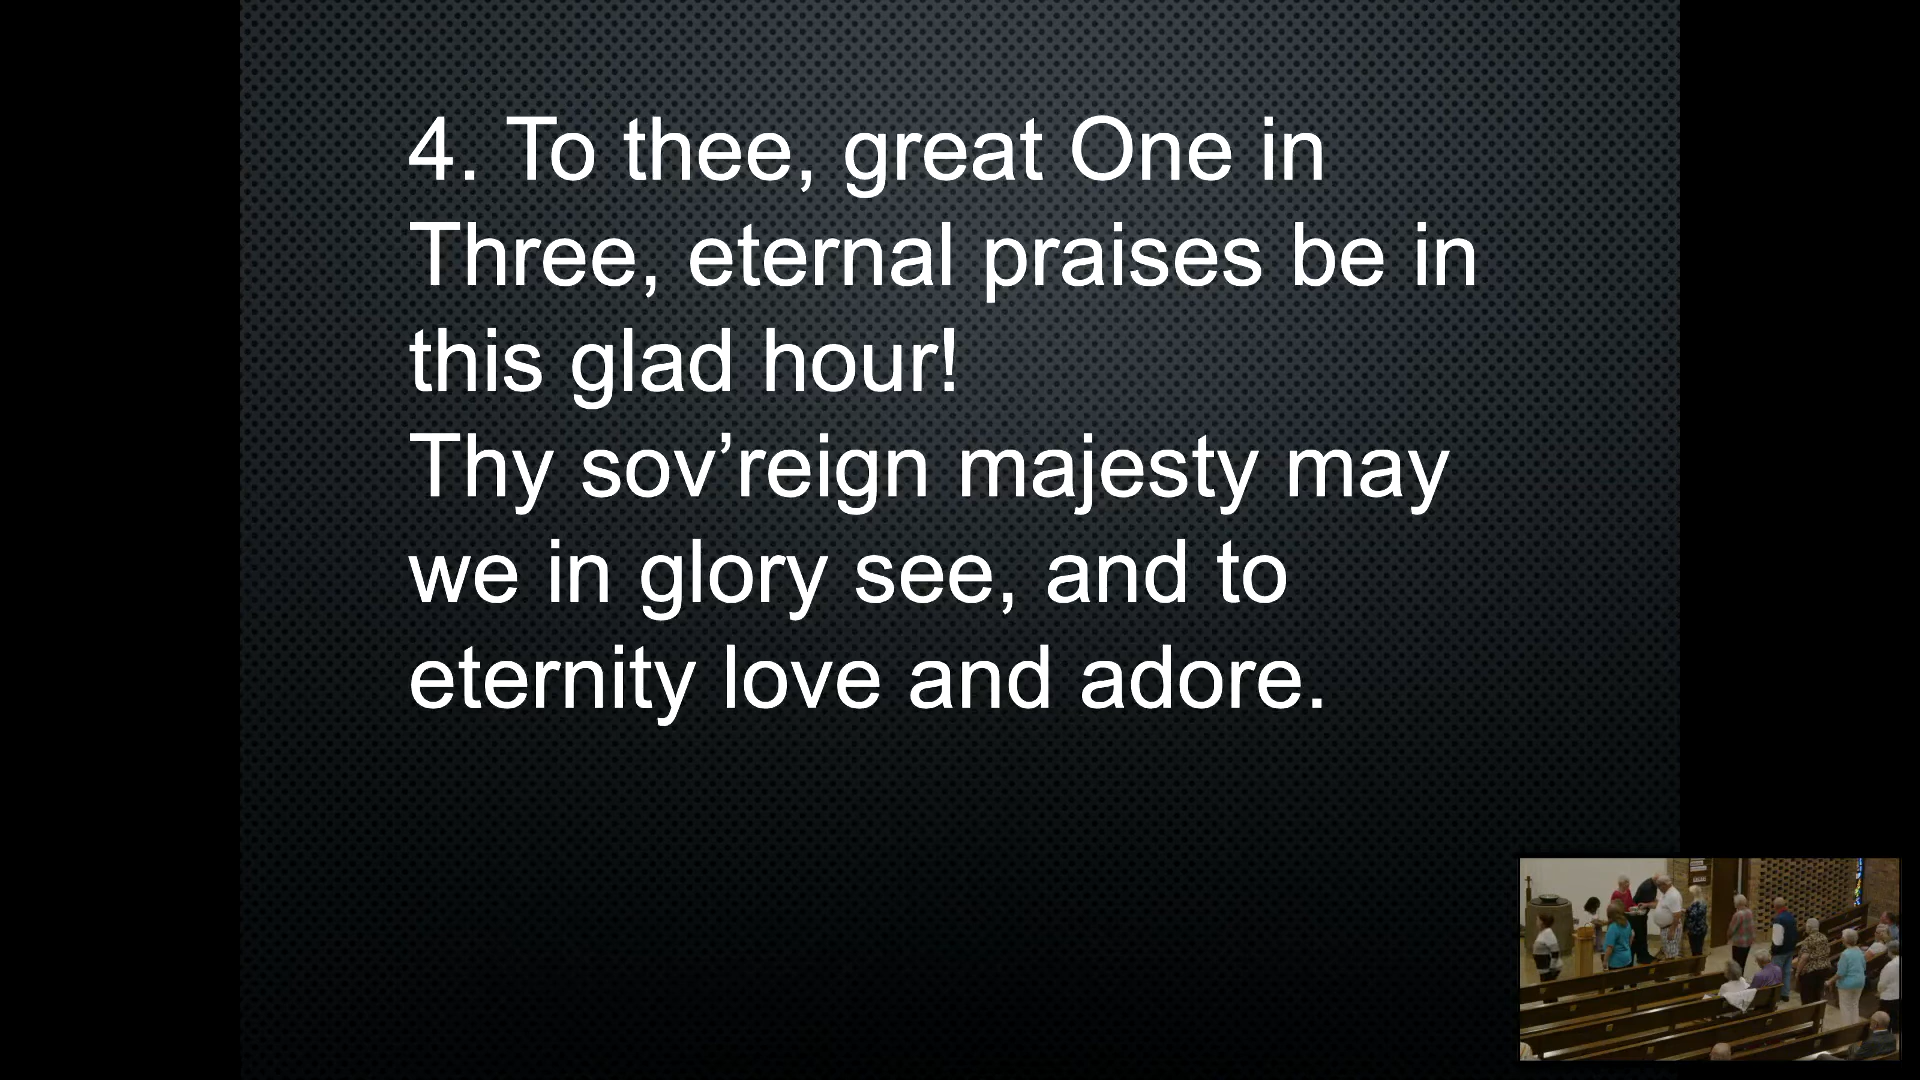 4. To thee, great One in
Three, eternal praises be in
this glad hour!
Thy sov’reign majesty may
we in glory see, and to
eternity love and adore.